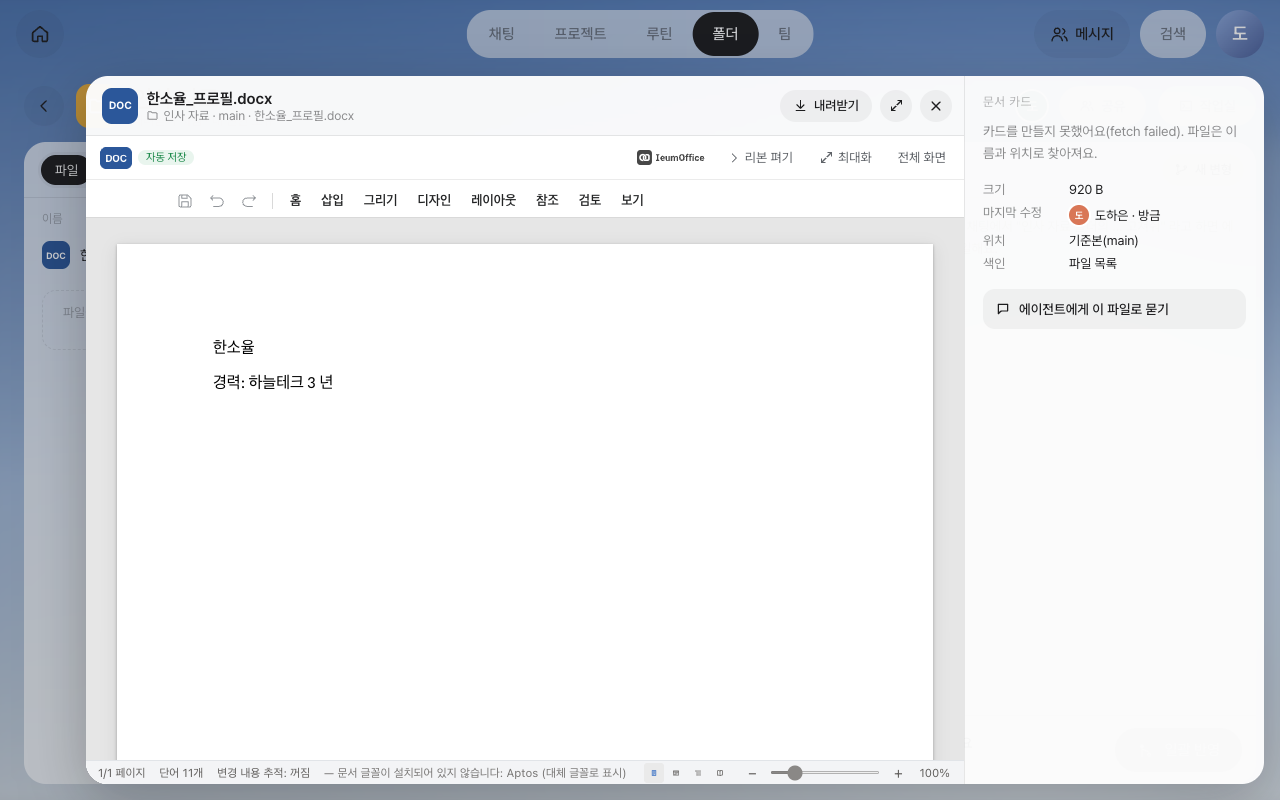 채팅
프로젝트
루틴
폴더
팀
메시지
검색
도
DOC
한소율_프로필.docx
인사 자료 · main · 한소율_프로필.docx
내려받기
DOC
자동 저장
IeumOffice
리본 펴기
최대화
전체 화면
홈
삽입
그리기
디자인
레이아웃
참조
검토
보기
파일
이름
DOC
파일
한소율
경력: 하늘테크 3 년
1/1 페이지
단어 11개
변경 내용 추적: 꺼짐
— 문서 글꼴이 설치되어 있지 않습니다: Aptos (대체 글꼴로 표시)
100%
문서 카드
카드를 만들지 못했어요(fetch failed). 파일은 이
름과 위치로 찾아져요.
크기 920 B
마지막 수정 도 도하은 · 방금
위치 기준본(main)
색인 파일 목록
에이전트에게 이 파일로 묻기